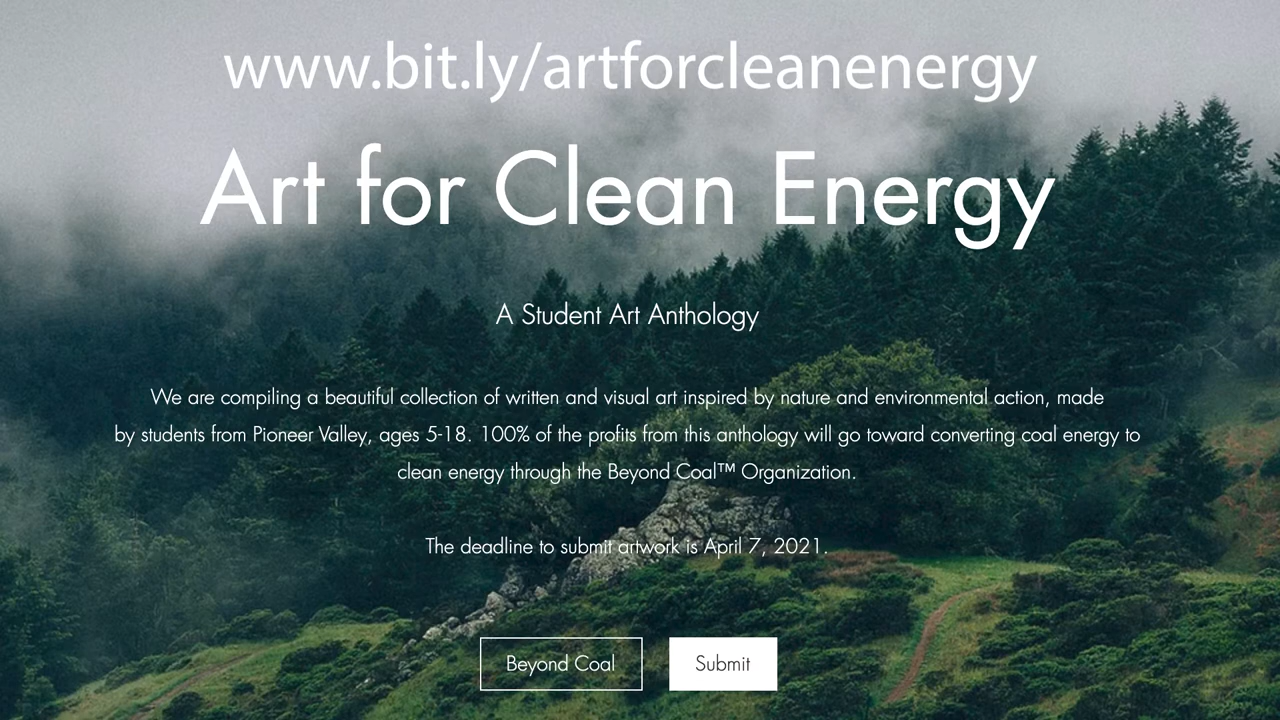 www.bit.ly/artforcleanenergy
Art for Clean Energy
A Student Art Anthology
We are compiling a beautiful collection of written and visual art inspired by nature and environmental action, made
by students from Pioneer Valley, ages 5-18. 100% of the profits from this anthology will go toward converting coal energy to
clean energy through the Beyond Coal™ Organization.
The deadline to submit artwork is April 7, 2021.
Beyond Coal
Submit